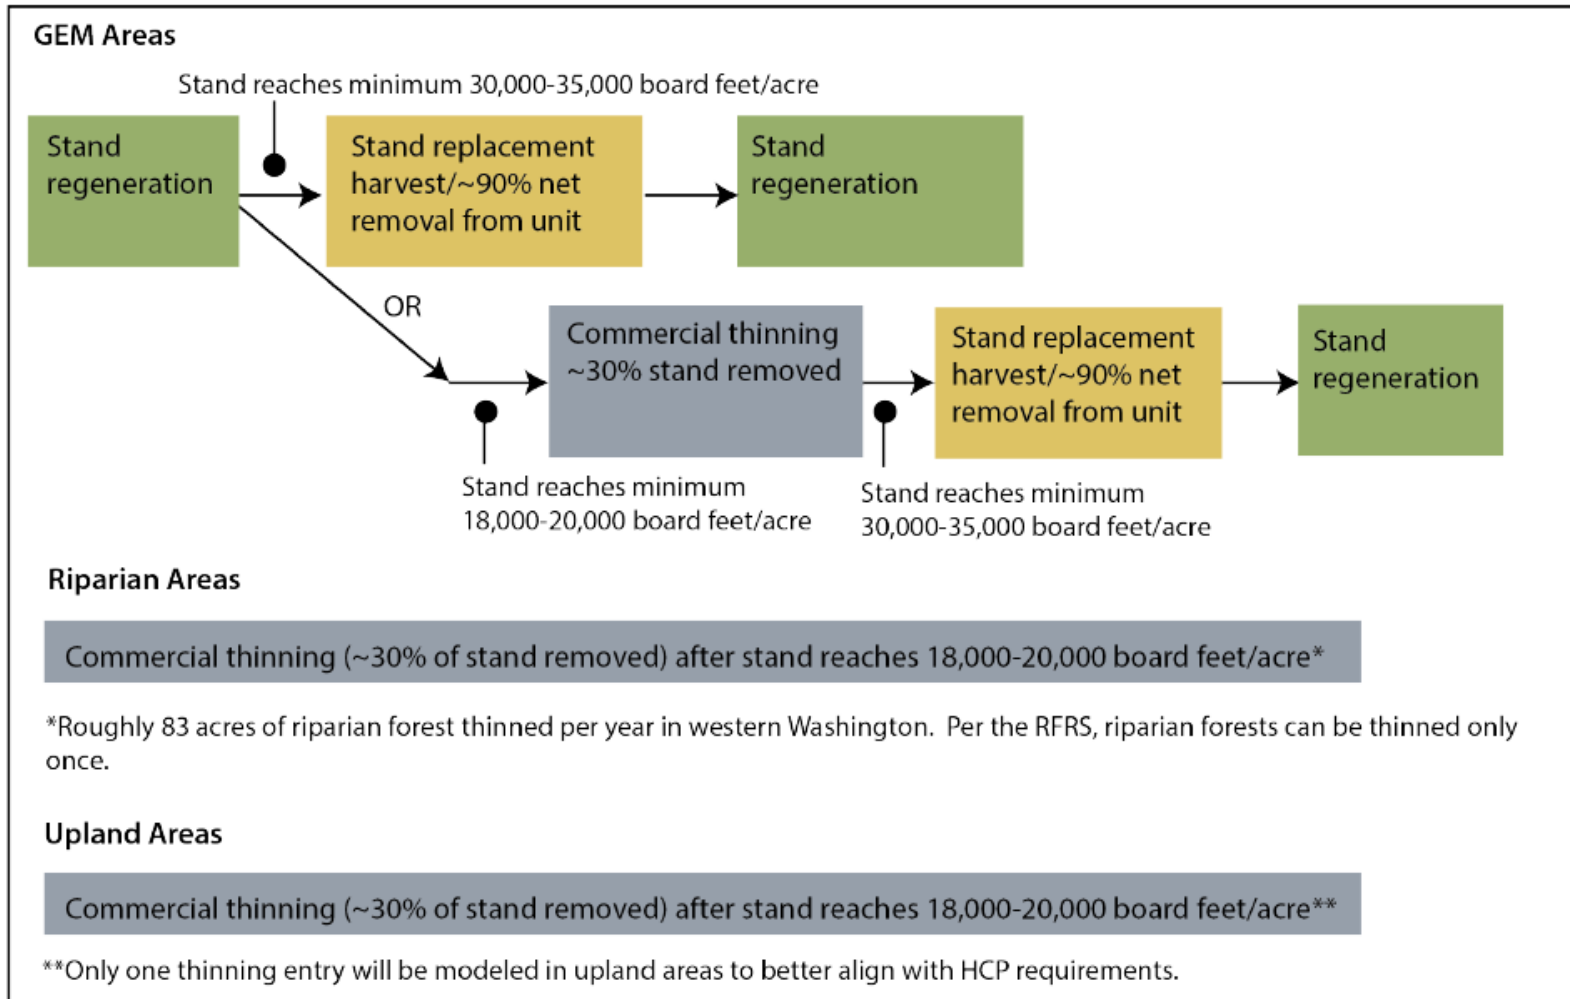 GEM Areas
Stand reaches minimum 30,000-35,000 board feet/acre
Stand
regeneration
Stand replacement
harvest/~90% net
removal from unit
Stand
regeneration
OR
Commercial thinning
~30% stand removed
Stand replacement
harvest/~90% net
removal from unit
Stand
regeneration
Stand reaches minimum
18,000-20,000 board feet/acre
Stand reaches minimum
30,000-35,000 board feet/acre
Riparian Areas
Commercial thinning (~30% of stand removed) after stand reaches 18,000-20,000 board feet/acre*
*Roughly 83 acres of riparian forest thinned per year in western Washington. Per the RFRS, riparian forests can be thinned only
once.
Upland Areas
Commercial thinning (~30% of stand removed) after stand reaches 18,000-20,000 board feet/acre**
**Only one thinning entry will be modeled in upland areas to better align with HCP requirements.